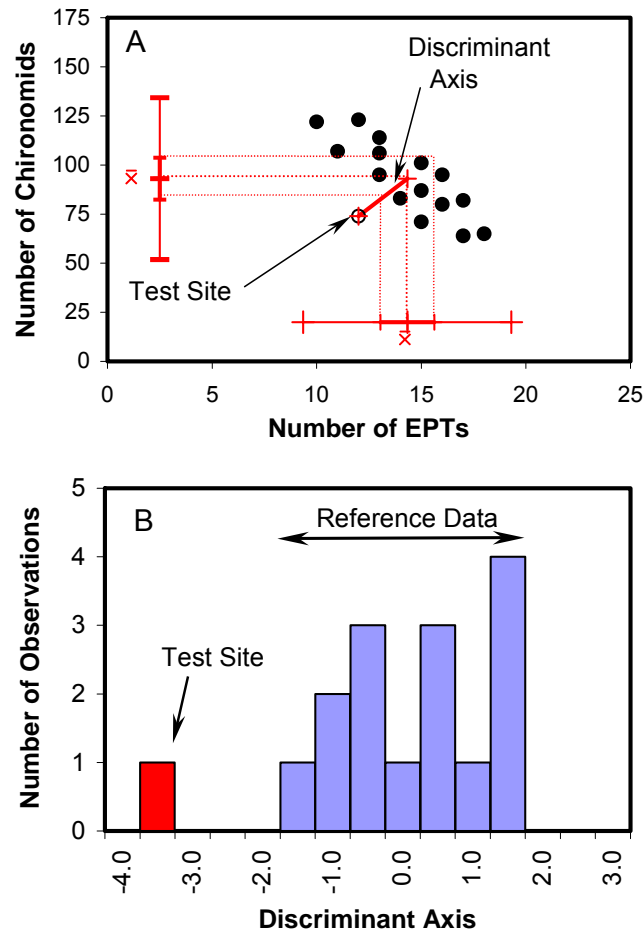 A
Discriminant
Axis
175
150
125
100
75
50
25
0
Number of Chironomids
x̄
Test Site
x̄
0
5
10
15
20
25
Number of EPTs
B
Reference Data
5
4
3
2
1
0
Number of Observations
Test Site
-4.0
-3.0
-1.0
0.0
1.0
2.0
3.0
Discriminant Axis